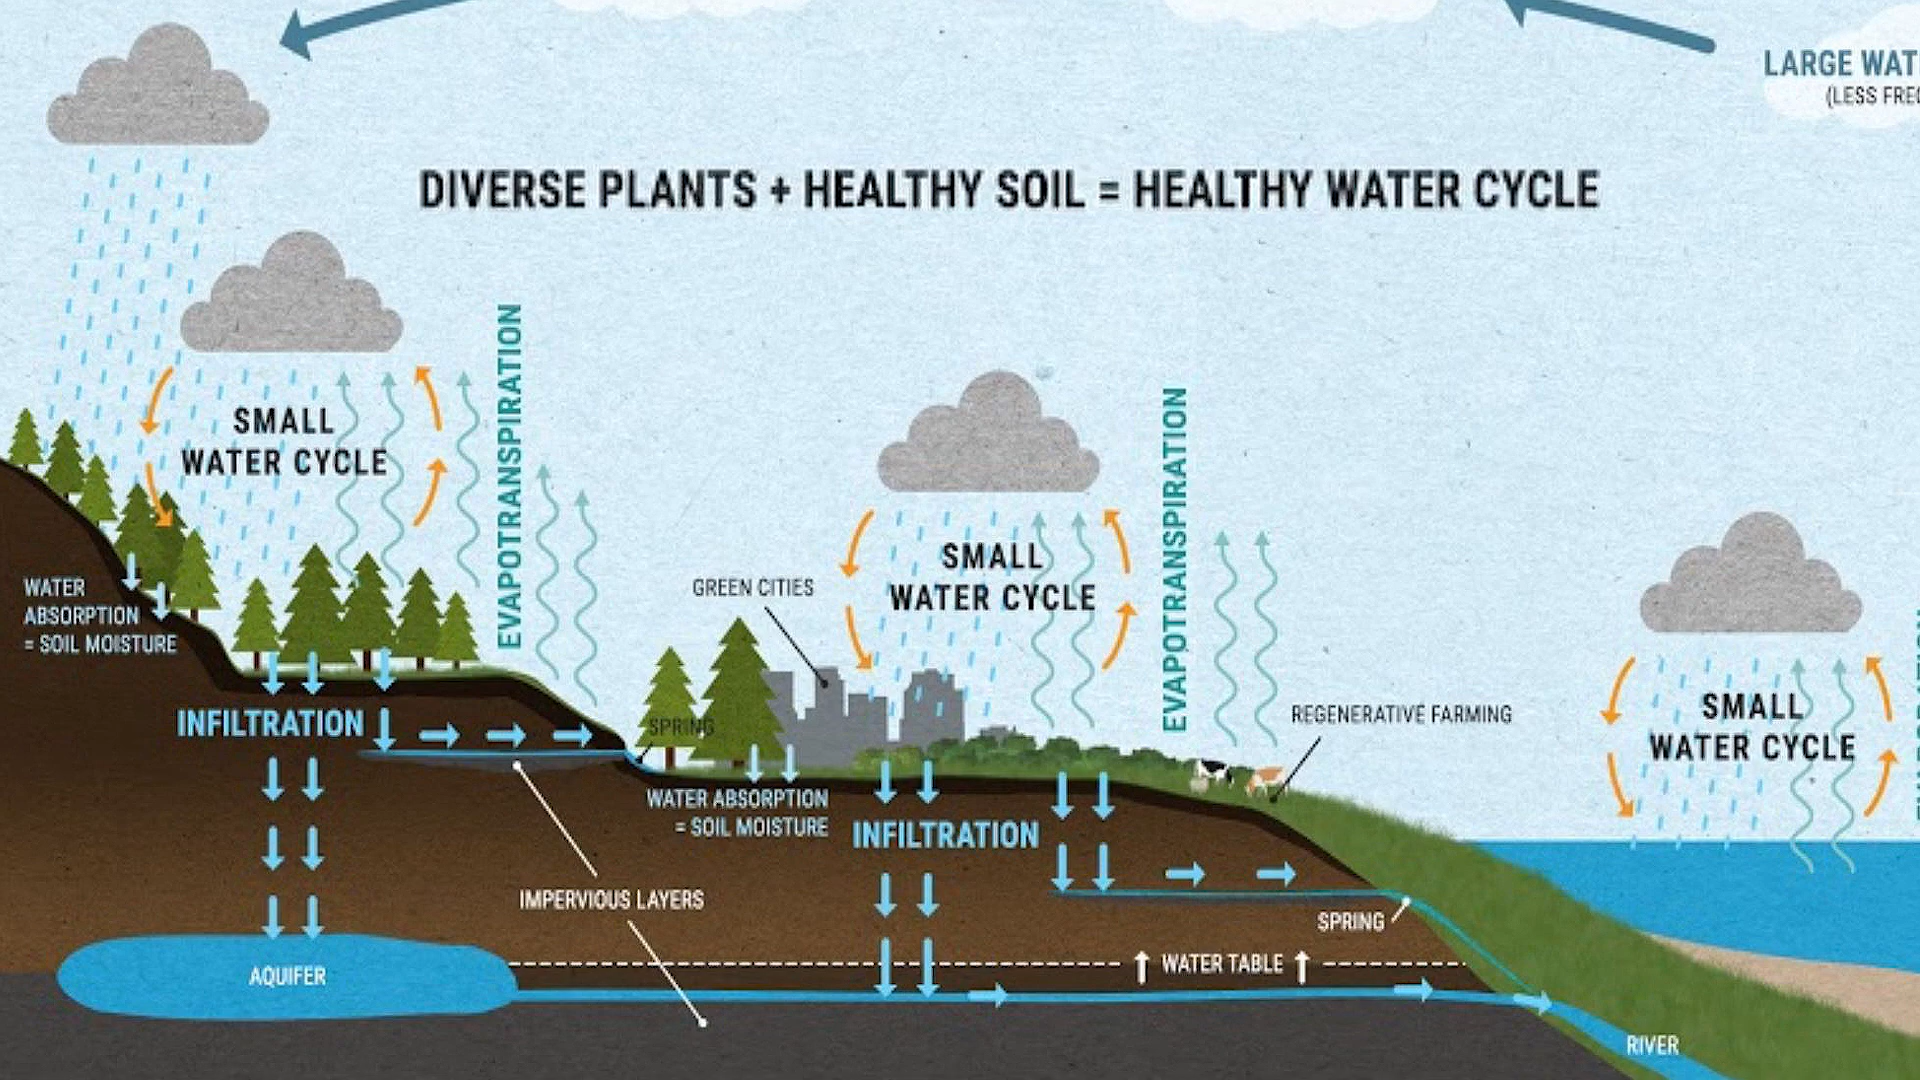 LARGE WAT
(LESS FREQ
DIVERSE PLANTS + HEALTHY SOIL = HEALTHY WATER CYCLE
SMALL
WATER CYCLE
EVAPOTRANSPIRATION
SMALL
WATER CYCLE
EVAPOTRANSPIRATION
GREEN CITIES
WATER
ABSORPTION
= SOIL MOISTURE
INFILTRATION
SPRING
REGENERATIVE FARMING
SMALL
WATER CYCLE
WATER ABSORPTION
= SOIL MOISTURE
INFILTRATION
IMPERVIOUS LAYERS
SPRING
WATER TABLE
AQUIFER
RIVER